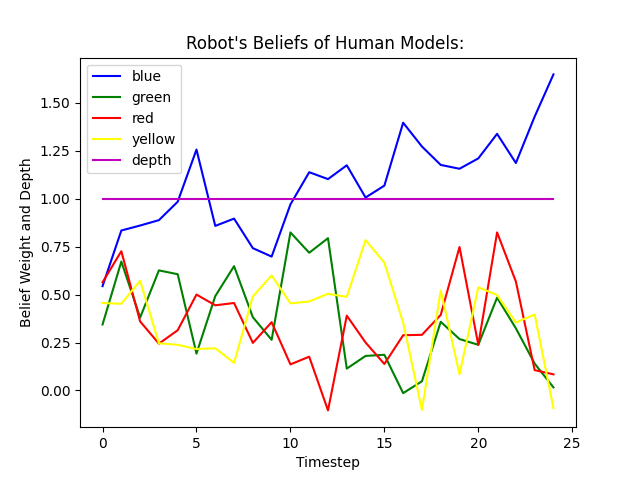 Robot's Beliefs of Human Models:
blue
green
red
yellow
depth
Belief Weight and Depth
1.50
1.25
1.00
0.75
0.50
0.25
0.00
0
5
10
15
20
25
Timestep